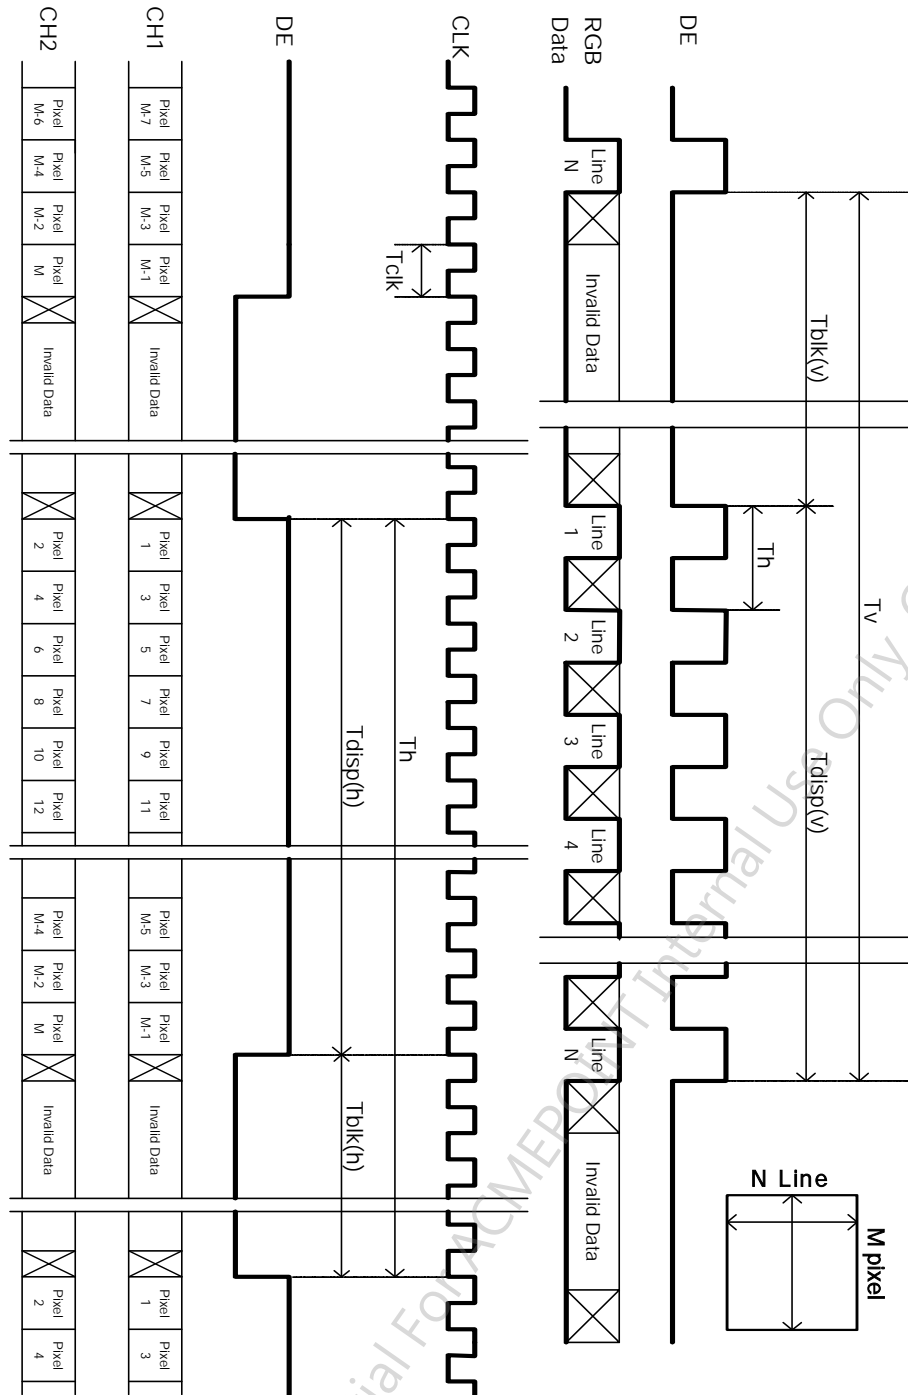 Tv
Tblk(v)
Tdisp(v)
Th
DE
RGB
Data
Line
N
Invalid Data
Line
1
Line
2
Line
3
Line
4
Line
N
Invalid Data
N Line
M pixel
CLK
Tclk
Th
Tdisp(h)
Tblk(h)
DE
CH1
Pixel
M-7
Pixel
M-5
Pixel
M-3
Pixel
M-1
Invalid Data
Pixel
1
Pixel
3
Pixel
5
Pixel
7
Pixel
9
Pixel
11
Pixel
M-5
Pixel
M-3
Pixel
M-1
Invalid Data
Pixel
1
Pixel
3
CH2
Pixel
M-6
Pixel
M-4
Pixel
M-2
Pixel
M
Invalid Data
Pixel
2
Pixel
4
Pixel
6
Pixel
8
Pixel
10
Pixel
12
Pixel
M-4
Pixel
M-2
Pixel
M
Invalid Data
Pixel
2
Pixel
4
For ACMEPOINT Internal Use Only